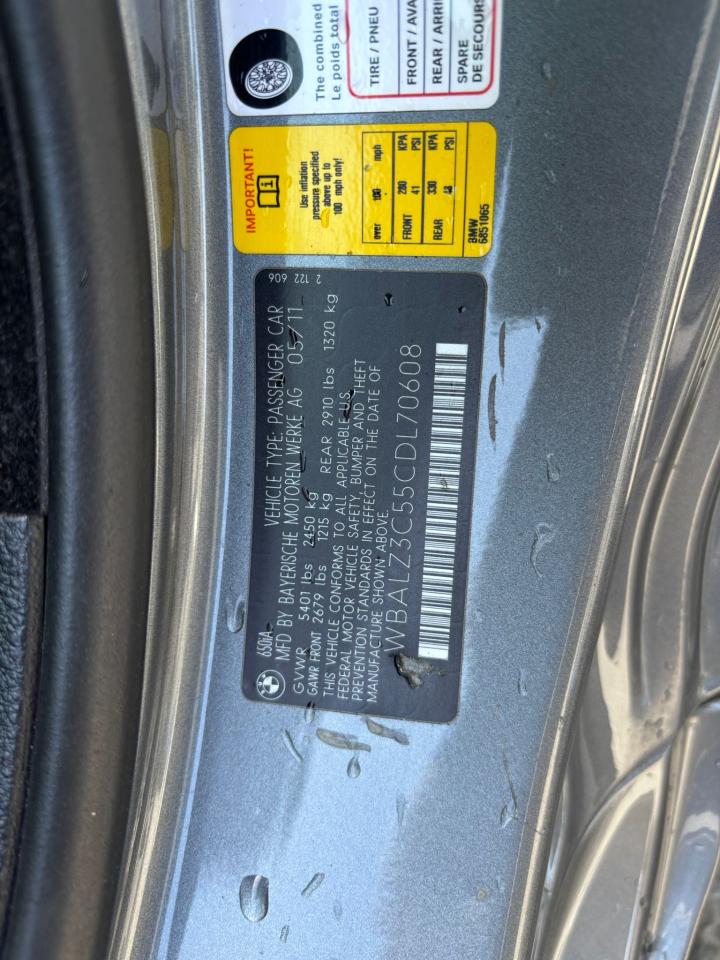 The combined
Le poids total
TIRE / PNEU
FRONT / AVA
REAR / ARRI
SPARE
DE SECOURS
IMPORTANT!
Use inflation
pressure specified
above up to
100 mph only!
over 100 mph
FRONT 280 KPA
41 PSI
REAR 330 KPA
48 PSI
BMW
6851065
2 122 606
650iA
VEHICLE TYPE: PASSENGER CAR
MFD BY BAYERISCHE MOTOREN WERKE AG 05/11
GVWR 5401 lbs 2450 kg
GAWR FRONT 2679 lbs 1215 kg REAR 2910 lbs 1320 kg
THIS VEHICLE CONFORMS TO ALL APPLICABLE US
FEDERAL MOTOR VEHICLE SAFETY, BUMPER AND THEFT
PREVENTION STANDARDS IN EFFECT ON THE DATE OF
MANUFACTURE SHOWN ABOVE.
WBALZ3C55CDL70608